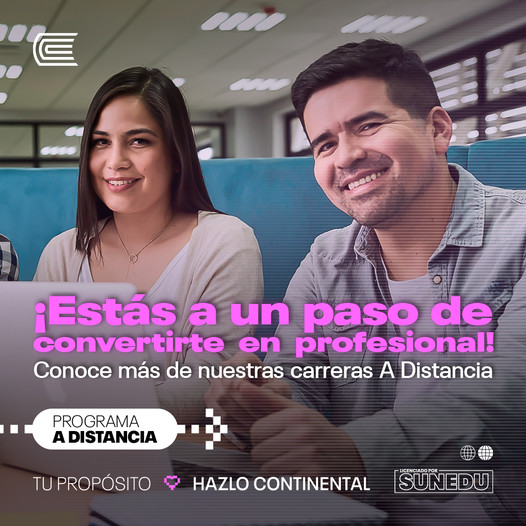 ¡Estás a un paso de
convertirte en profesional!
Conoce más de nuestras carreras A Distancia
PROGRAMA
A DISTANCIA
TU PROPÓSITO HAZLO CONTINENTAL
LICENCIADO POR
SUNEDU